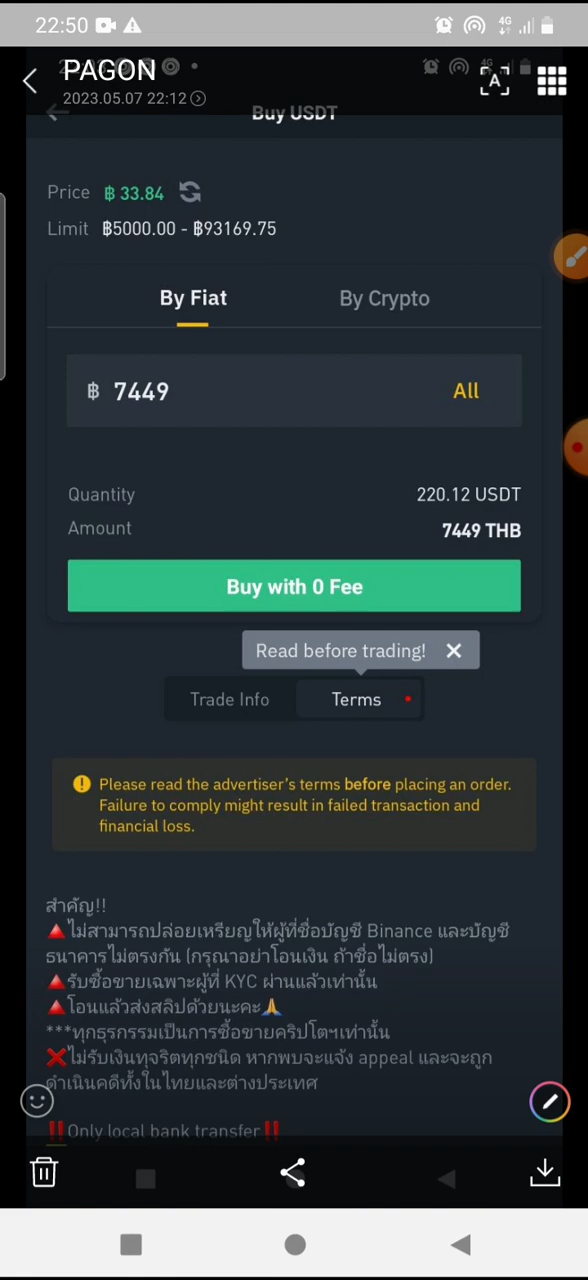 22:50
4G
PAGON
2023.05.07 22:12
Buy USDT
Price ฿ 33.84
Limit ฿5000.00 - ฿93169.75
By Fiat
By Crypto
฿ 7449
All
Quantity
220.12 USDT
Amount
7449 THB
Buy with 0 Fee
Read before trading!
Trade Info
Terms
Please read the advertiser's terms before placing an order.
Failure to comply might result in failed transaction and
financial loss.
สำคัญ!!
🔺ไม่สามารถปล่อยเหรียญให้ผู้ที่ชื่อบัญชี Binance และบัญชี
ธนาคารไม่ตรงกัน (กรุณาอย่าโอนเงิน ถ้าชื่อไม่ตรง)
🔺รับซื้อขายเฉพาะผู้ที่ KYC ผ่านแล้วเท่านั้น
🔺โอนแล้วส่งสลิปด้วยนะคะ🙏
***ทุกธุรกรรมเป็นการซื้อขายคริปโตฯเท่านั้น
❌ไม่รับเงินทุจริตทุกชนิด หากพบจะแจ้ง appeal และจะถูก
ดำเนินคดีทั้งในไทยและต่างประเทศ
‼️Only local bank transfer‼️